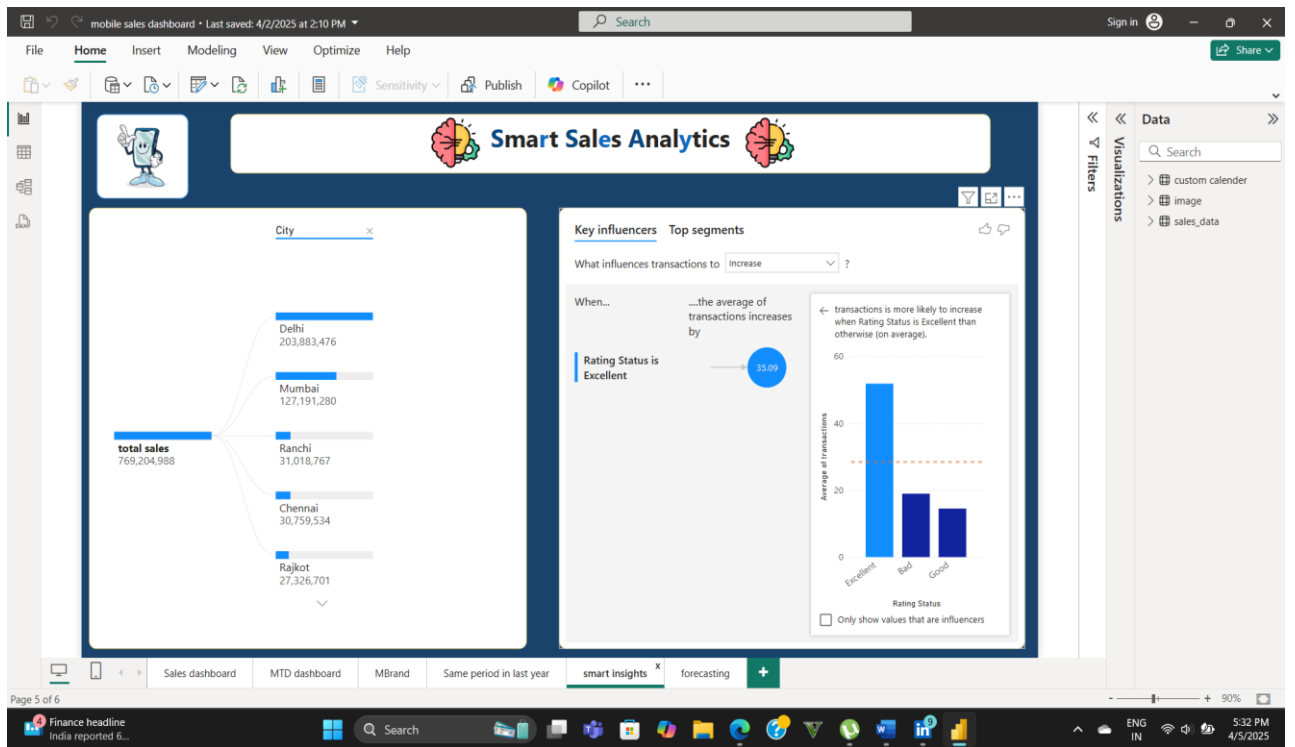 mobile sales dashboard • Last saved: 4/2/2025 at 2:10 PM
Search
Sign in
File Home Insert Modeling View Optimize Help
Share
Sensitivity
Publish
Copilot
Smart Sales Analytics
Filters
Visualizations
Data
Search
custom calender
image
sales_data
City
total sales
769,204,988
Delhi
203,883,476
Mumbai
127,191,280
Ranchi
31,018,767
Chennai
30,759,534
Rajkot
27,326,701
Key influencers Top segments
What influences transactions to Increase ?
When...
....the average of
transactions increases
by
Rating Status is
Excellent
35.09
transactions is more likely to increase
when Rating Status is Excellent than
otherwise (on average).
60
40
20
0
Average of transactions
Excellent
Bad
Good
Rating Status
Only show values that are influencers
Sales dashboard MTD dashboard MBrand Same period in last year smart insights x forecasting +
Page 5 of 6
- + 90%
4
Finance headline
India reported 6...
Search
9
ENG
IN
5:32 PM
4/5/2025